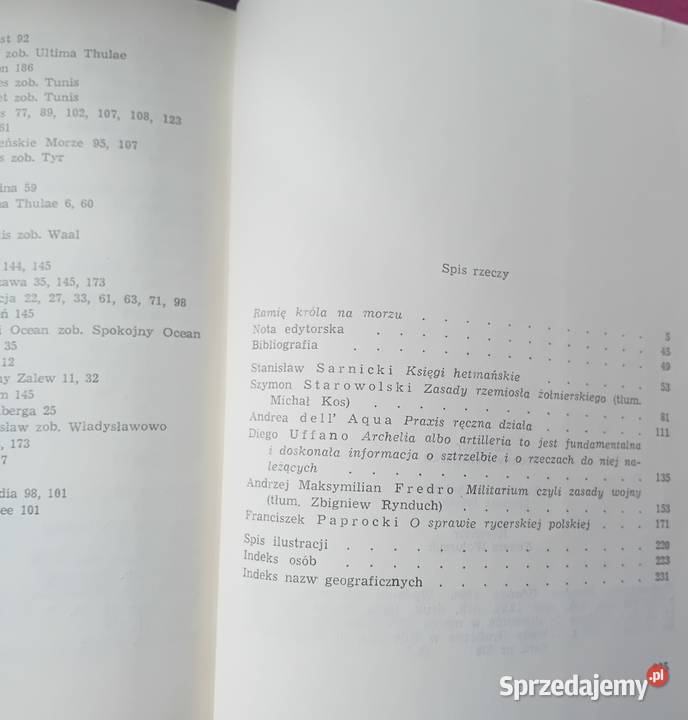 st 92
zob. Ultima Thulae
n 186
es zob. Tunis
et zob. Tunis
s 77, 89, 102, 107, 108, 123
61
eńskie Morze 95, 107
s zob. Tyr
ina 59
a Thulae 6, 60
is zob. Waal
144, 145
zawa 35, 145, 173
cja 22, 27, 33, 61, 63, 71, 98
eń 145
i Ocean zob. Spokojny Ocean
35
12
ny Zalew 11, 32
m 145
nberga 25
sław zob. Władysławowo
, 173
7
dia 98, 101
ee 101
Spis rzeczy
Ramię króla na morzu . . . . . . . . . . 5
Nota edytorska . . . . . . . . . . . . 45
Bibliografia . . . . . . . . . . . . . 49
Stanisław Sarnicki Księgi hetmańskie . . . . . 53
Szymon Starowolski Zasady rzemiosła żołnierskiego (tłum.
Michał Kos) . . . . . . . . . . . . 81
Andrea dell' Aqua Praxis ręczna działa . . . . . 111
Diego Uffano Archelia albo artilleria to jest fundamentalna
i doskonała informacja o sztrzelbie i o rzeczach do niej na-
leżących . . . . . . . . . . . . . 135
Andrzej Maksymilian Fredro Militarium czyli zasady wojny
(tłum. Zbigniew Rynduch) . . . . . . . . 153
Franciszek Paprocki O sprawie rycerskiej polskiej . . . 171
Spis ilustracji . . . . . . . . . . . . 220
Indeks osób . . . . . . . . . . . . . 223
Indeks nazw geograficznych . . . . . . . . 231
Sprzedajemy.pl